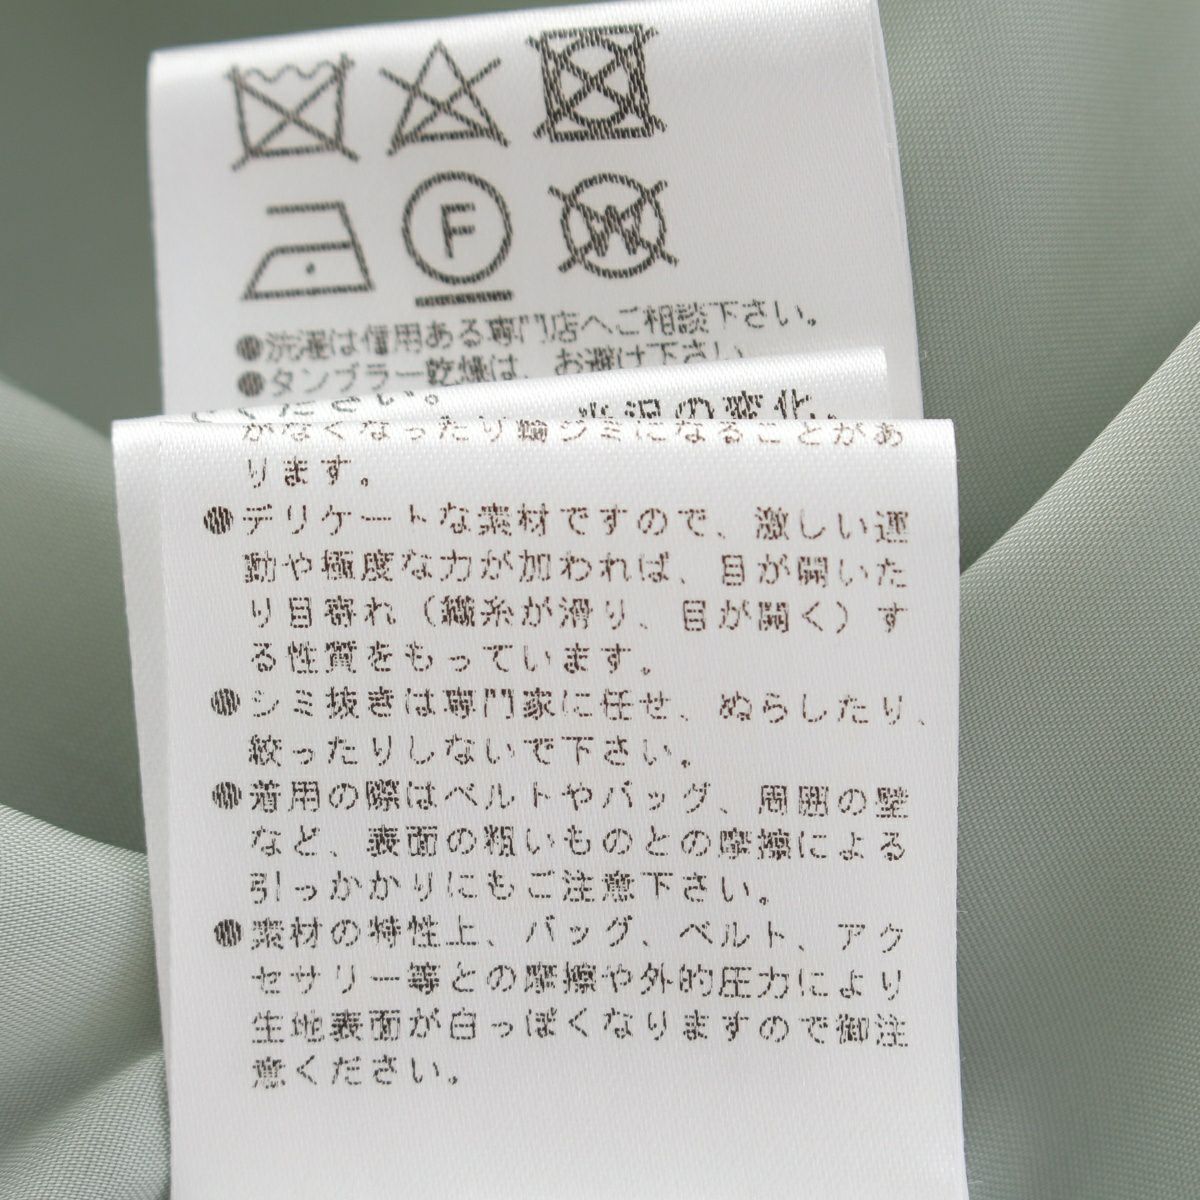 F
W
●洗濯は信用ある専門店へご相談下さい。
●タンブラー乾燥は、お避け下さい
ください。
の変化、
がなくなったり輪ジミになることがあ
ります。
●デリケートな素材ですので、激しい運
動や極度な力が加われば、目が開いた
り目寄れ（織糸が滑り、目が開く）す
る性質をもっています。
●シミ抜きは専門家に任せ、ぬらしたり、
絞ったりしないで下さい。
●着用の際はベルトやバッグ、周囲の壁
など、表面の粗いものとの摩擦による
引っかかりにもご注意下さい。
●素材の特性上、バッグ、ベルト、アク
セサリー等との摩擦や外的圧力により
生地表面が白っぽくなりますので御注
意ください。